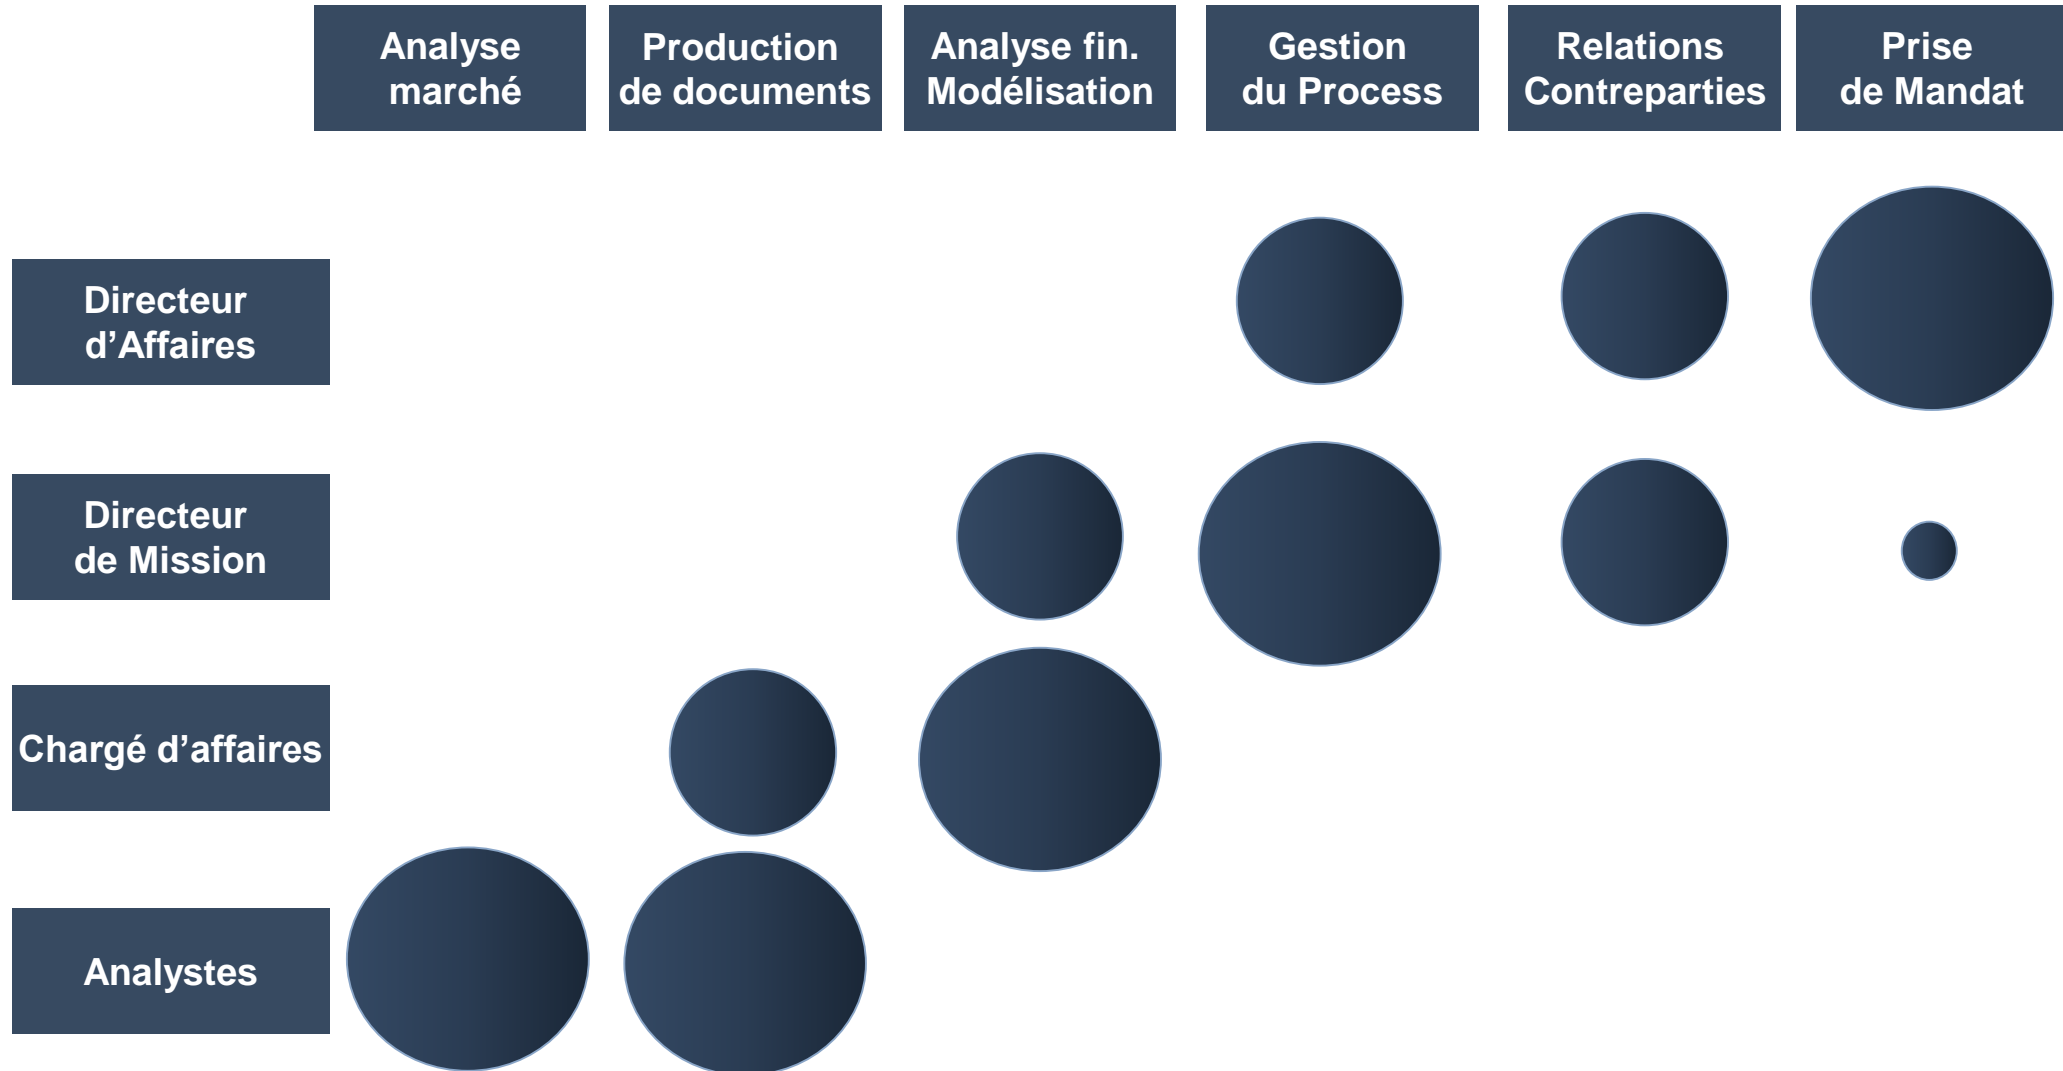 Analyse
marché
Production
de documents
Analyse fin.
Modélisation
Gestion
du Process
Relations
Contreparties
Prise
de Mandat
Directeur
d’Affaires
Directeur
de Mission
Chargé d’affaires
Analystes